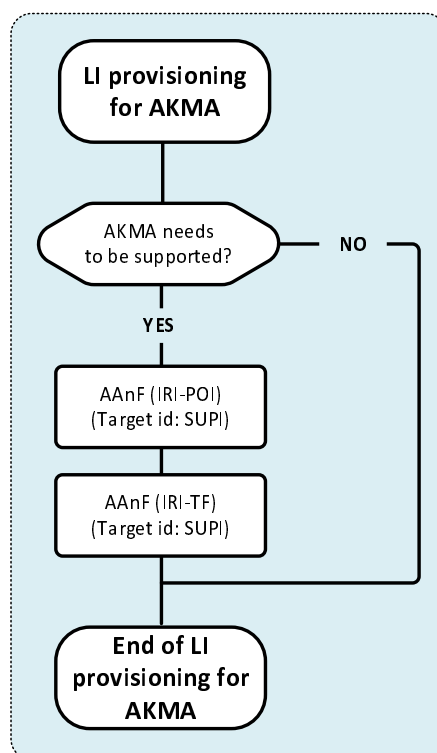 LI provisioning
for AKMA
AKMA needs
to be supported?
NO
YES
AAnF (IRI-POI)
(Target id: SUPI)
AAnF (IRI-TF)
(Target id: SUPI)
End of LI
provisioning for
AKMA